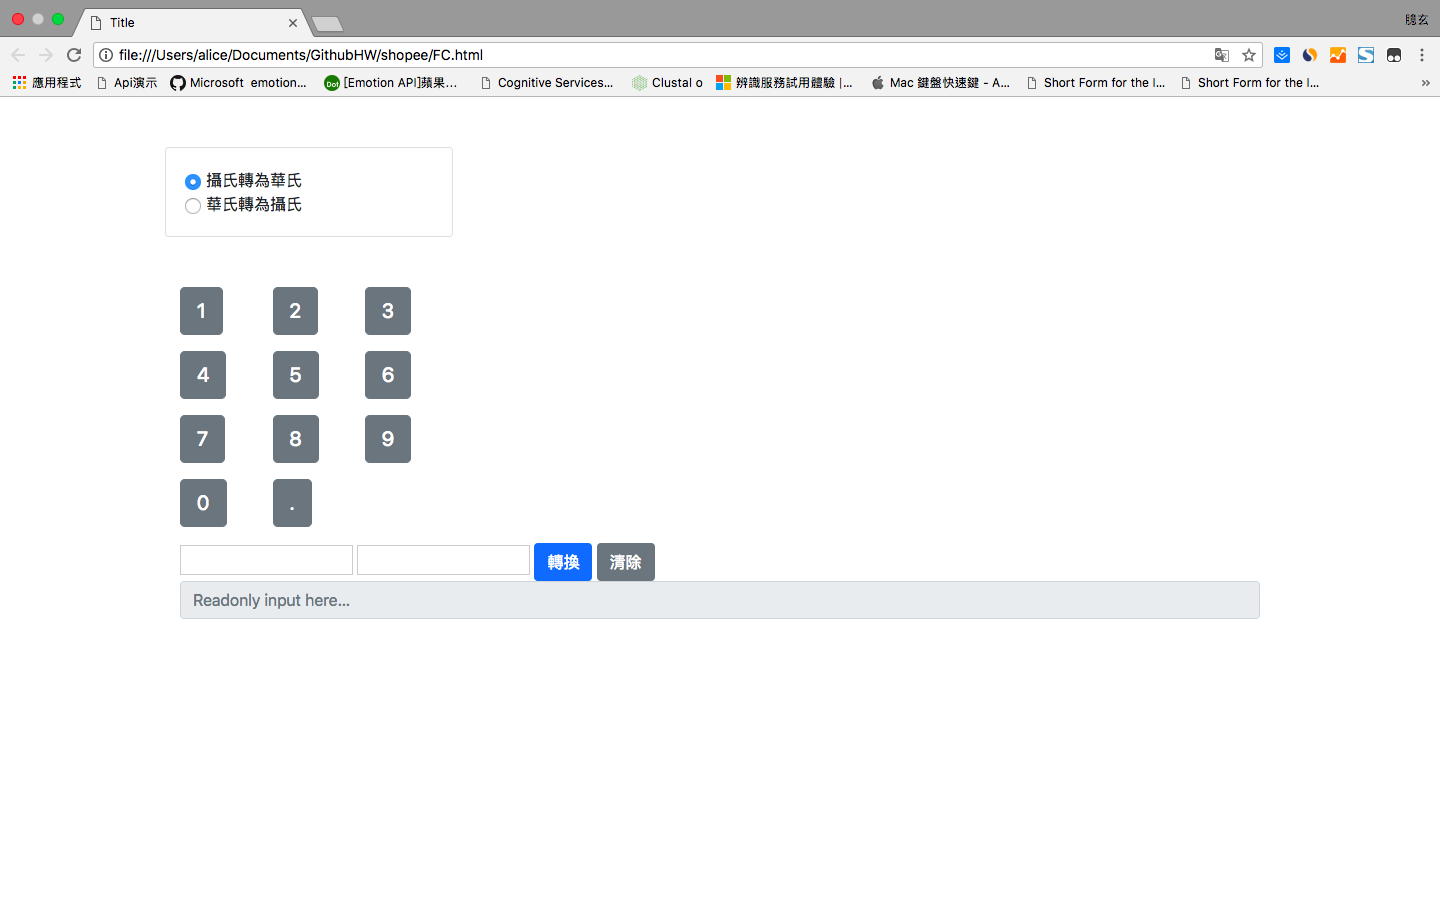 Title
臆玄
file:///Users/alice/Documents/GithubHW/shopee/FC.html
應用程式 Api演示 Microsoft emotion... Dot [Emotion API]蘋果... Cognitive Services... Clustal o 辨識服務試用體驗 |... Mac 鍵盤快速鍵 - A... Short Form for the I... Short Form for the I... »
攝氏轉為華氏
華氏轉為攝氏
1 2 3
4 5 6
7 8 9
0 .
轉換 清除
Readonly input here...